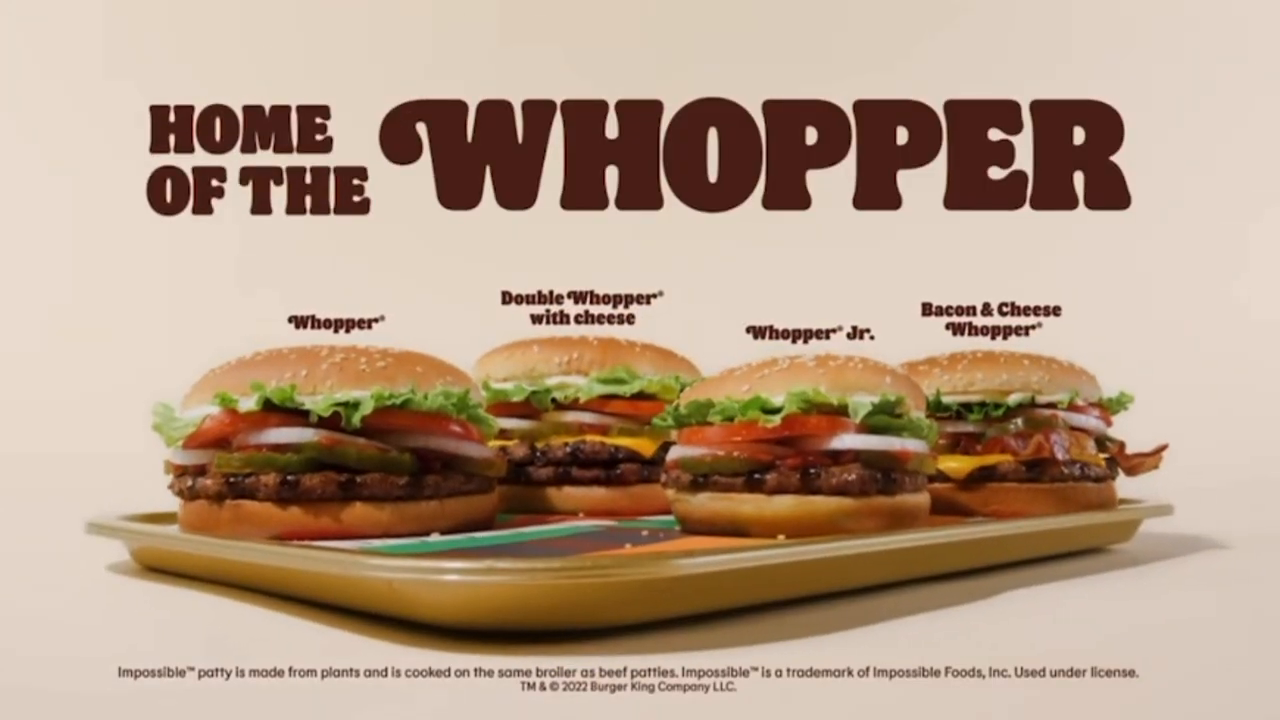 HOME
OF THE
WHOPPER
Whopper®
Double Whopper®
with cheese
Whopper® Jr.
Bacon & Cheese
Whopper®
Impossible™ patty is made from plants and is cooked on the same broiler as beef patties. Impossible™ is a trademark of Impossible Foods, Inc. Used under license.
TM & © 2022 Burger King Company LLC.